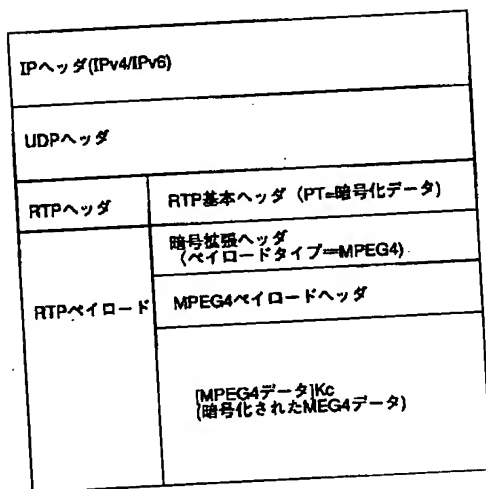 IPヘッダ(IPv4/IPv6)
UDPヘッダ
RTPヘッダ
RTP基本ヘッダ (PT=暗号化データ)
RTPペイロード
暗号拡張ヘッダ
(ペイロードタイプ=MPEG4)
MPEG4ペイロードヘッダ
[MPEG4データ]Kc
(暗号化されたMEG4データ)